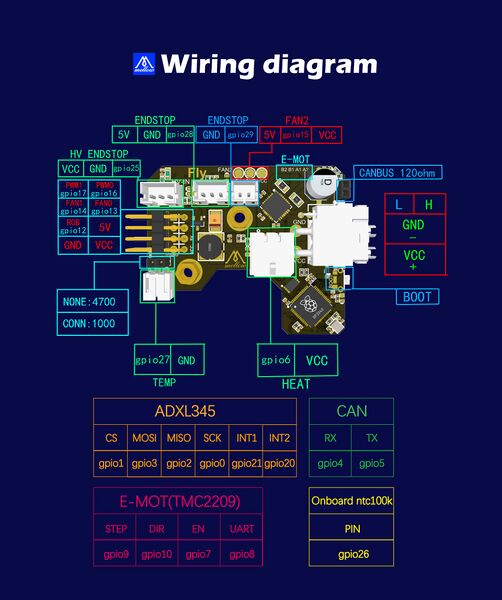 Wiring diagram
ENDSTOP
5V GND gpio28
ENDSTOP
GND gpio29
FAN2
5V gpio15 VCC
HV ENDSTOP
VCC GND gpio25
E-MOT
B2 B1 A1 A2
Fly
CANBUS 120ohm
PWM1 PWM0
gpio17 gpio16
FAN1 FAN0
gpio14 gpio13
RGB
gpio12 5V
GND VCC
L H
GND
-
VCC
+
BOOT
NONE:4700
CONN:1000
gpio27 GND
TEMP
gpio6 VCC
HEAT
ADXL345
CS MOSI MISO SCK INT1 INT2
gpio1 gpio3 gpio2 gpio0 gpio21 gpio20
CAN
RX TX
gpio4 gpio5
E-MOT(TMC2209)
STEP DIR EN UART
gpio9 gpio10 gpio7 gpio8
Onboard ntc100k
PIN
gpio26